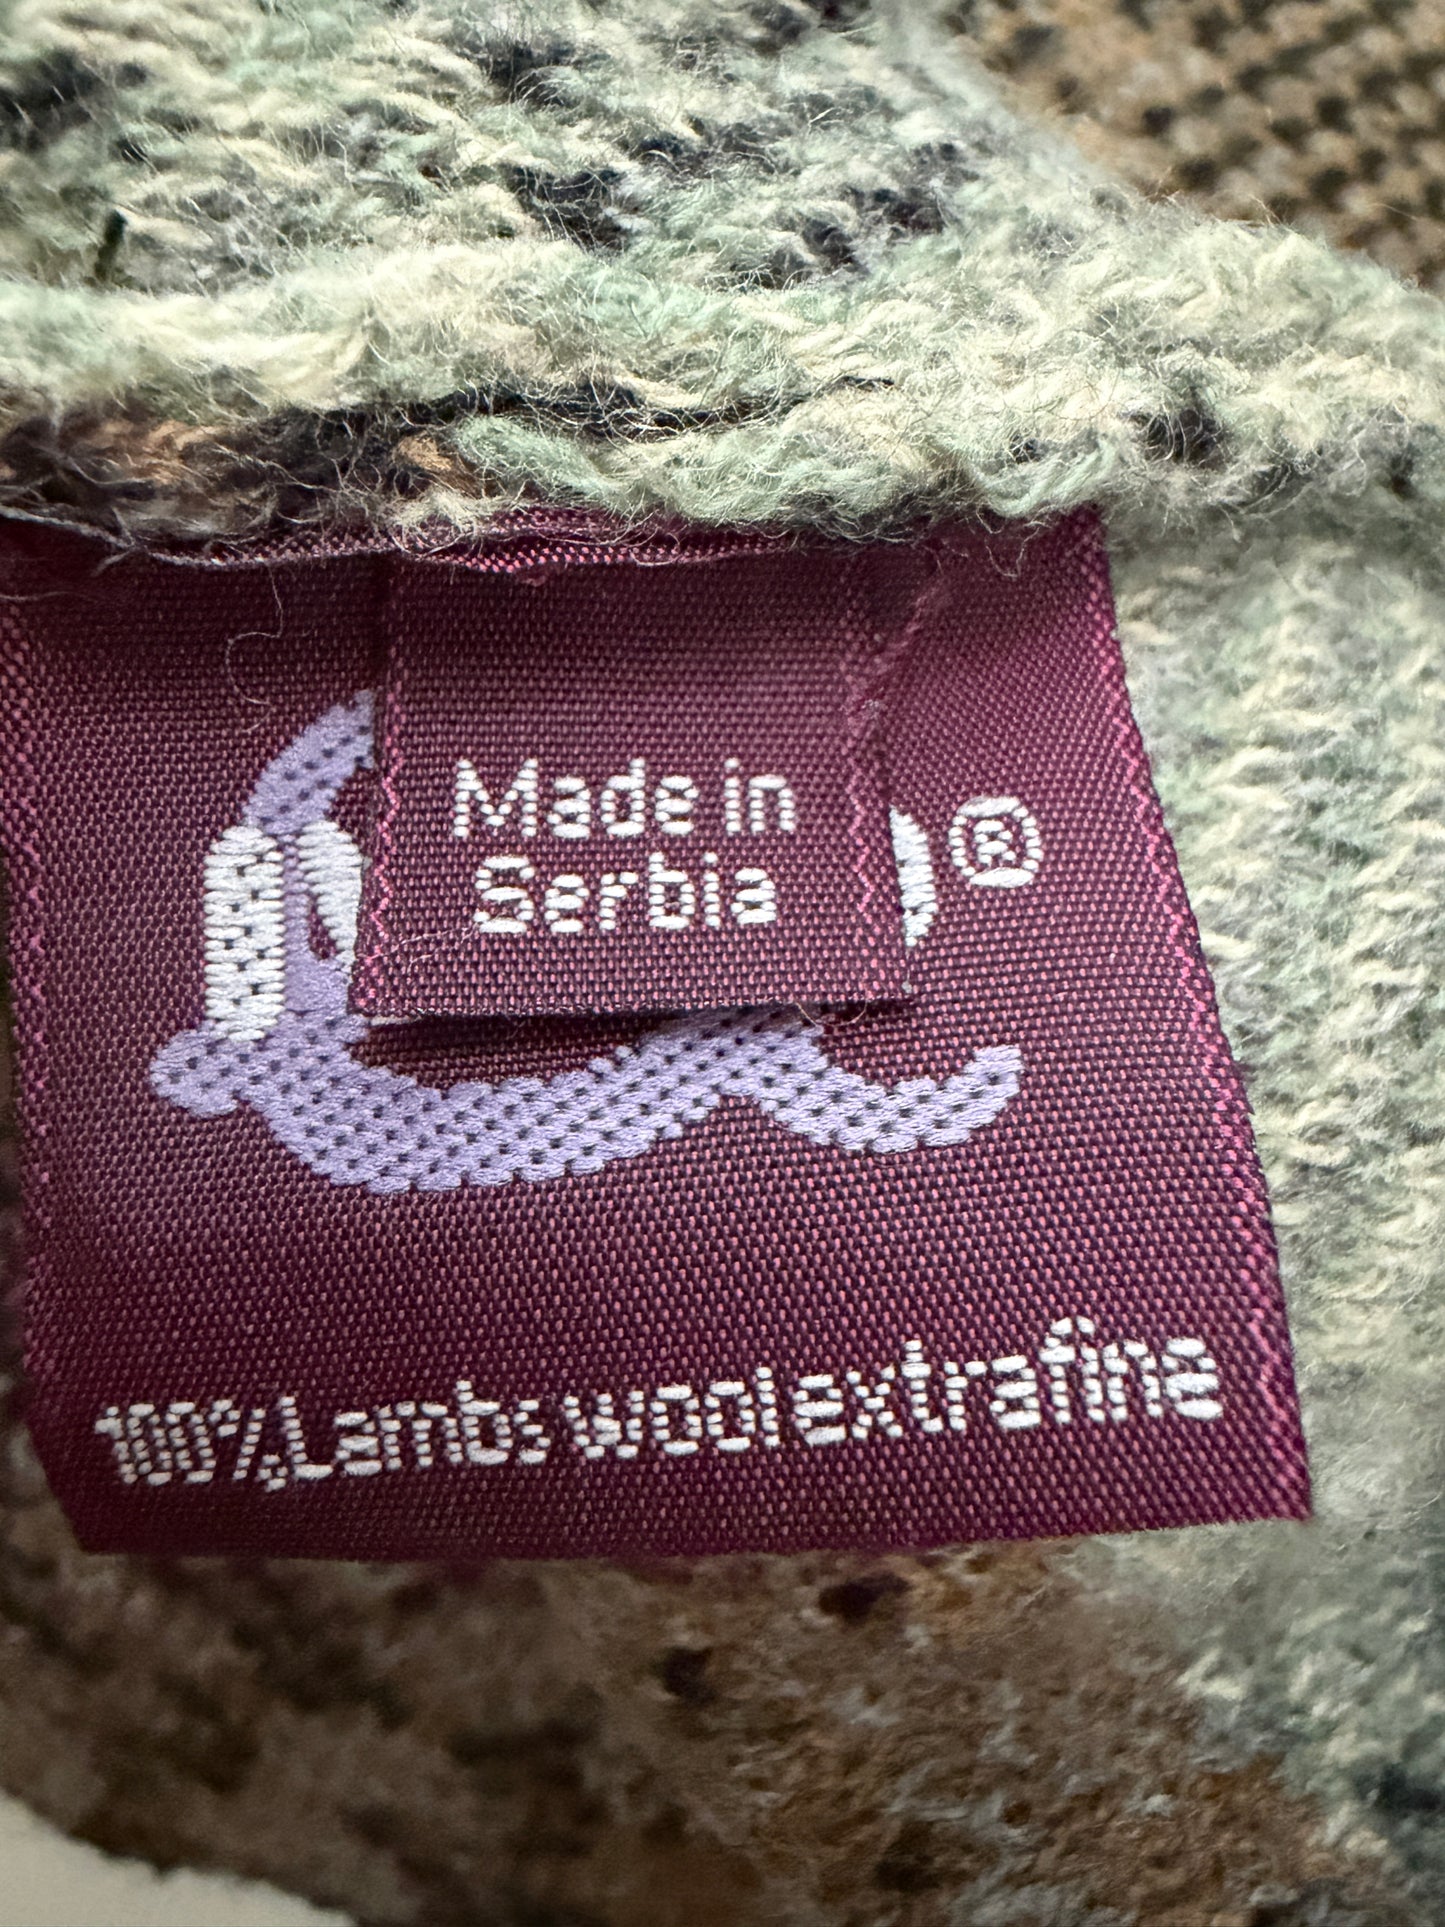 Made in
Serbia
®
100% Lambs wool extrafine